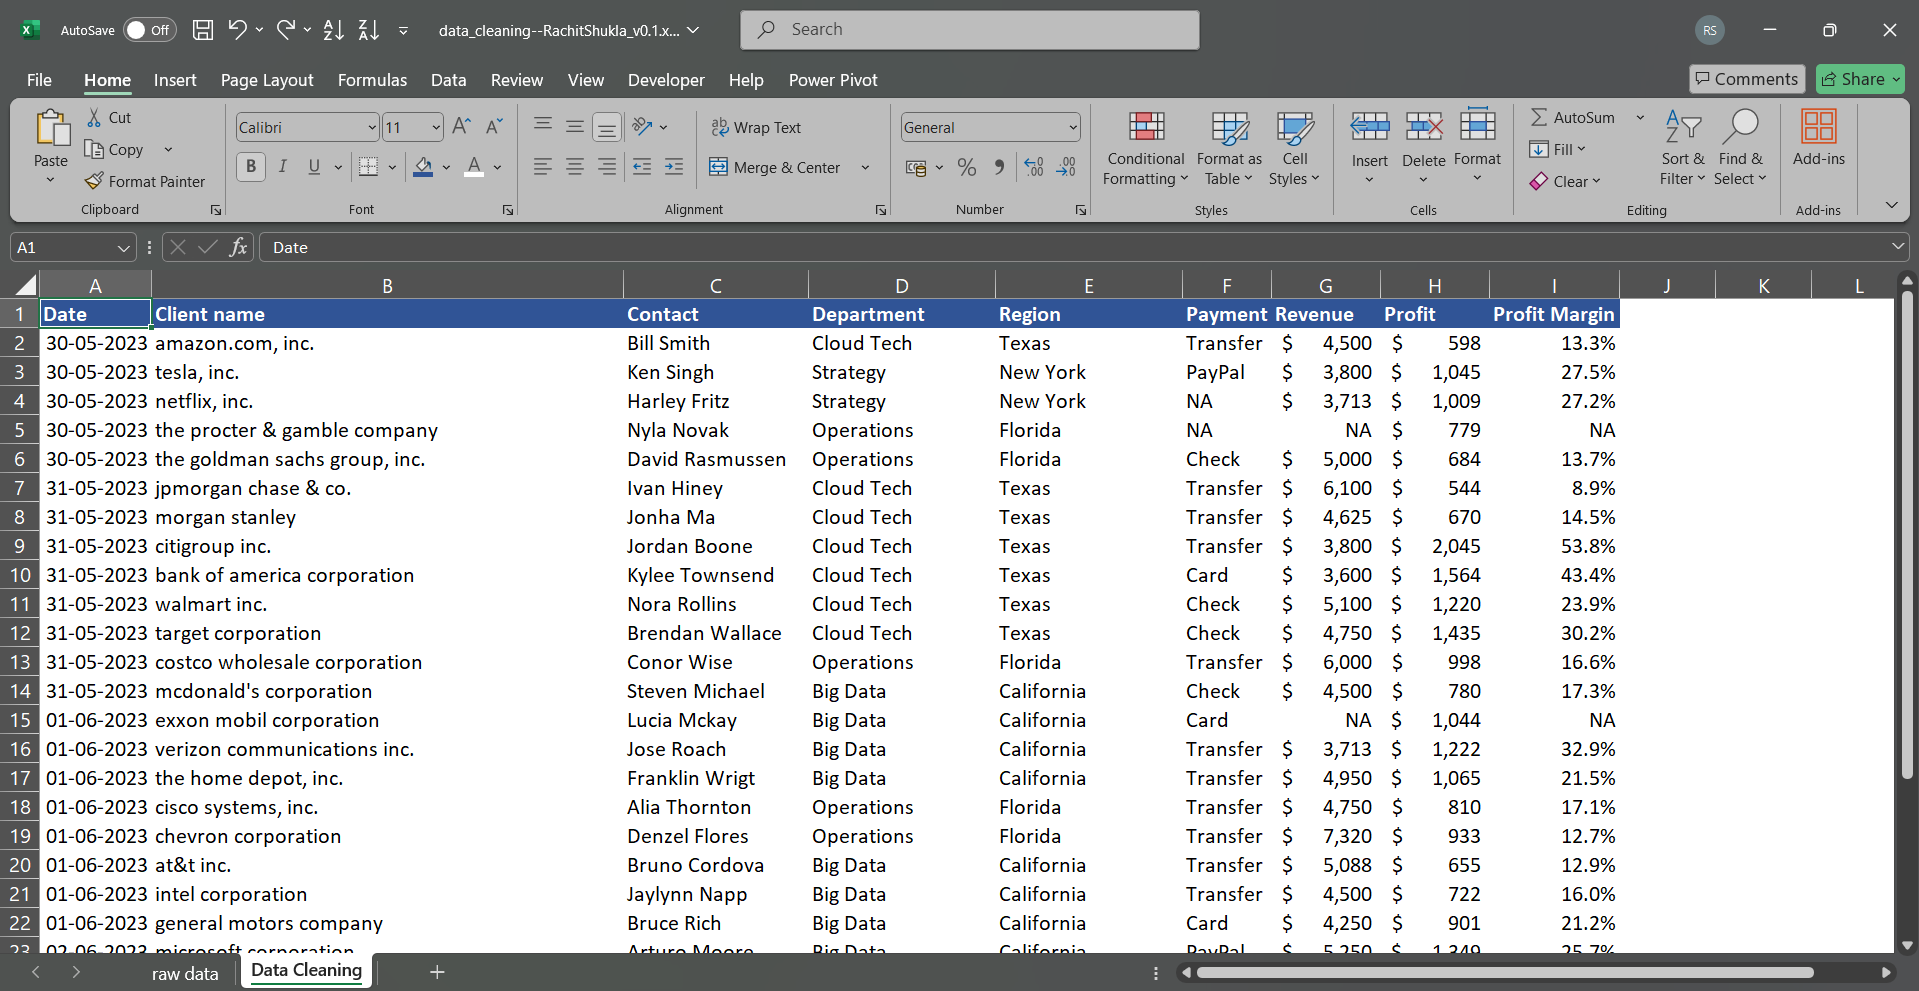 AutoSave Off data_cleaning--RachitShukla_v0.1.x... Search RS
File Home Insert Page Layout Formulas Data Review View Developer Help Power Pivot Comments Share
Paste Cut Copy Format Painter Clipboard
Calibri 11 B I U A Font
Wrap Text Merge & Center Alignment
General % Number
Conditional Formatting Format as Table Cell Styles Styles
Insert Delete Format Cells
AutoSum Fill Clear Sort & Filter Find & Select Editing
Add-ins Add-ins
A1 fx Date
A B C D E F G H I J K L
1 Date Client name Contact Department Region Payment Revenue Profit Profit Margin
2 30-05-2023 amazon.com, inc. Bill Smith Cloud Tech Texas Transfer $ 4,500 $ 598 13.3%
3 30-05-2023 tesla, inc. Ken Singh Strategy New York PayPal $ 3,800 $ 1,045 27.5%
4 30-05-2023 netflix, inc. Harley Fritz Strategy New York NA $ 3,713 $ 1,009 27.2%
5 30-05-2023 the procter & gamble company Nyla Novak Operations Florida NA NA $ 779 NA
6 30-05-2023 the goldman sachs group, inc. David Rasmussen Operations Florida Check $ 5,000 $ 684 13.7%
7 31-05-2023 jpmorgan chase & co. Ivan Hiney Cloud Tech Texas Transfer $ 6,100 $ 544 8.9%
8 31-05-2023 morgan stanley Jonha Ma Cloud Tech Texas Transfer $ 4,625 $ 670 14.5%
9 31-05-2023 citigroup inc. Jordan Boone Cloud Tech Texas Transfer $ 3,800 $ 2,045 53.8%
10 31-05-2023 bank of america corporation Kylee Townsend Cloud Tech Texas Card $ 3,600 $ 1,564 43.4%
11 31-05-2023 walmart inc. Nora Rollins Cloud Tech Texas Check $ 5,100 $ 1,220 23.9%
12 31-05-2023 target corporation Brendan Wallace Cloud Tech Texas Check $ 4,750 $ 1,435 30.2%
13 31-05-2023 costco wholesale corporation Conor Wise Operations Florida Transfer $ 6,000 $ 998 16.6%
14 31-05-2023 mcdonald's corporation Steven Michael Big Data California Check $ 4,500 $ 780 17.3%
15 01-06-2023 exxon mobil corporation Lucia Mckay Big Data California Card NA $ 1,044 NA
16 01-06-2023 verizon communications inc. Jose Roach Big Data California Transfer $ 3,713 $ 1,222 32.9%
17 01-06-2023 the home depot, inc. Franklin Wrigt Big Data California Transfer $ 4,950 $ 1,065 21.5%
18 01-06-2023 cisco systems, inc. Alia Thornton Operations Florida Transfer $ 4,750 $ 810 17.1%
19 01-06-2023 chevron corporation Denzel Flores Operations Florida Transfer $ 7,320 $ 933 12.7%
20 01-06-2023 at&t inc. Bruno Cordova Big Data California Transfer $ 5,088 $ 655 12.9%
21 01-06-2023 intel corporation Jaylynn Napp Big Data California Transfer $ 4,500 $ 722 16.0%
22 01-06-2023 general motors company Bruce Rich Big Data California Card $ 4,250 $ 901 21.2%
23 02-06-2023 microsoft corporation Arturo Moore Big Data California PayPal $ 5,250 $ 1,349 25.7%
raw data Data Cleaning